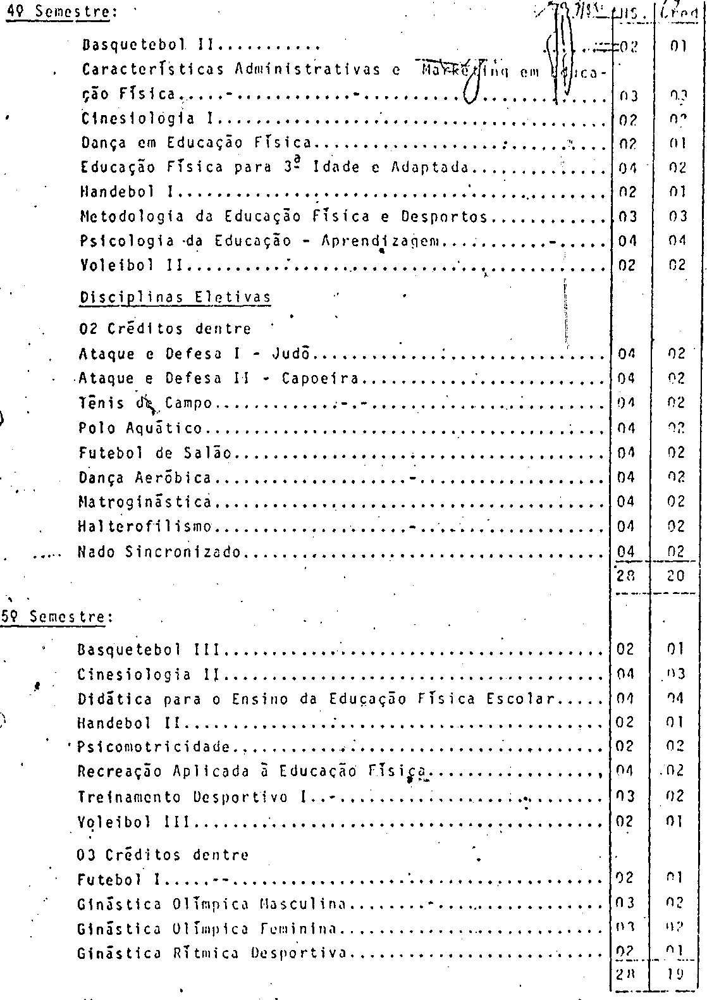 4º Semestre: HS. Cred
Basquetebol II........... 02 01
Características Administrativas e Marketing em Educa-
ção Física................ 03 03
Cinesiologia I................ 02 02
Dança em Educação Física................ 02 01
Educação Física para 3ª Idade e Adaptada.............. 04 02
Handebol I................ 02 01
Metodologia da Educação Física e Desportos............ 03 03
Psicologia da Educação - Aprendizagem................ 04 04
Voleibol II................ 02 02
Disciplinas Eletivas
02 Créditos dentre
Ataque e Defesa I - Judô................ 04 02
Ataque e Defesa II - Capoeira................ 04 02
Tênis de Campo................ 04 02
Polo Aquático................ 04 02
Futebol de Salão................ 04 02
Dança Aeróbica................ 04 02
Matroginástica................ 04 02
Halterofilismo................ 04 02
Nado Sincronizado................ 04 02
28 20
5º Semestre:
Basquetebol III................ 02 01
Cinesiologia II................ 04 03
Didática para o Ensino da Educação Física Escolar..... 04 04
Handebol II................ 02 01
Psicomotricidade................ 02 02
Recreação Aplicada à Educação Física................ 04 02
Treinamento Desportivo I................ 03 02
Voleibol III................ 02 01
03 Créditos dentre
Futebol I................ 02 01
Ginástica Olímpica Masculina................ 03 02
Ginástica Olímpica Feminina................ 03 02
Ginástica Rítmica Desportiva................ 02 01
28 19